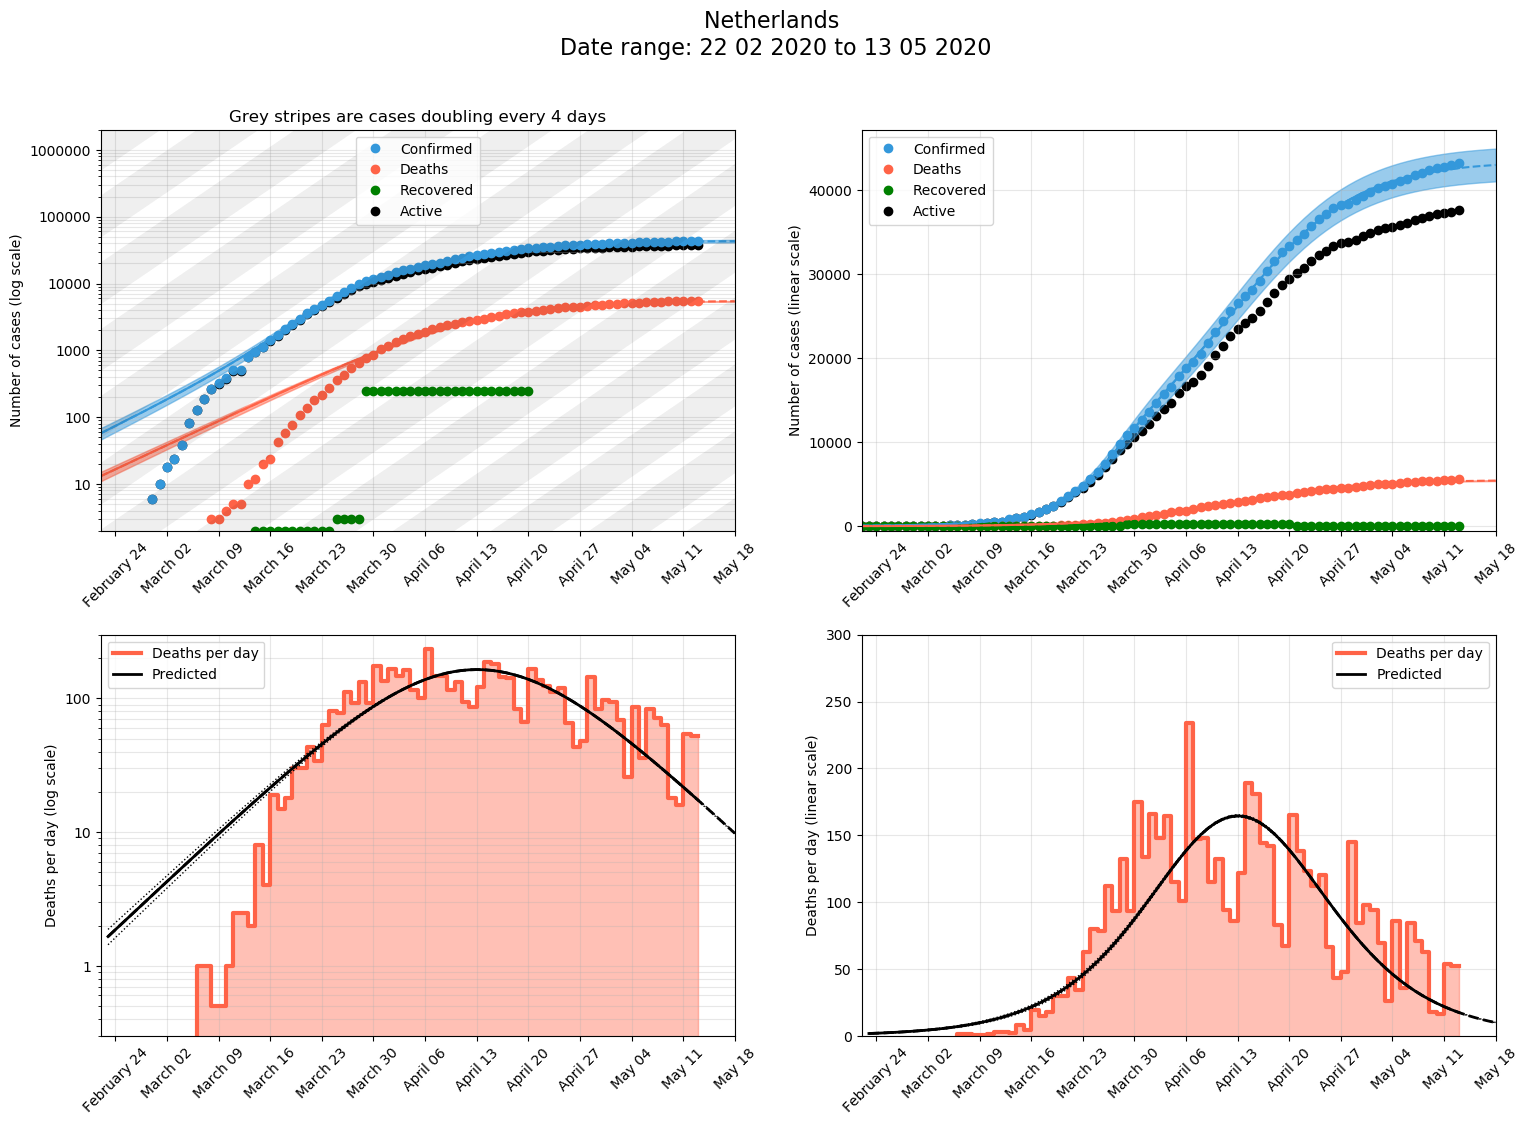 Netherlands
Date range: 22 02 2020 to 13 05 2020
Grey stripes are cases doubling every 4 days
Number of cases (log scale)
1000000
100000
10000
1000
100
10
Confirmed
Deaths
Recovered
Active
February 24
March 02
March 09
March 16
March 23
March 30
April 06
April 13
April 20
April 27
May 04
May 11
May 18
Number of cases (linear scale)
40000
30000
20000
10000
0
Confirmed
Deaths
Recovered
Active
February 24
March 02
March 09
March 16
March 23
March 30
April 06
April 13
April 20
April 27
May 04
May 11
May 18
Deaths per day (log scale)
100
10
1
Deaths per day
Predicted
February 24
March 02
March 09
March 16
March 23
March 30
April 06
April 13
April 20
April 27
May 04
May 11
May 18
Deaths per day (linear scale)
300
250
200
150
100
50
0
Deaths per day
Predicted
February 24
March 02
March 09
March 16
March 23
March 30
April 06
April 13
April 20
April 27
May 04
May 11
May 18